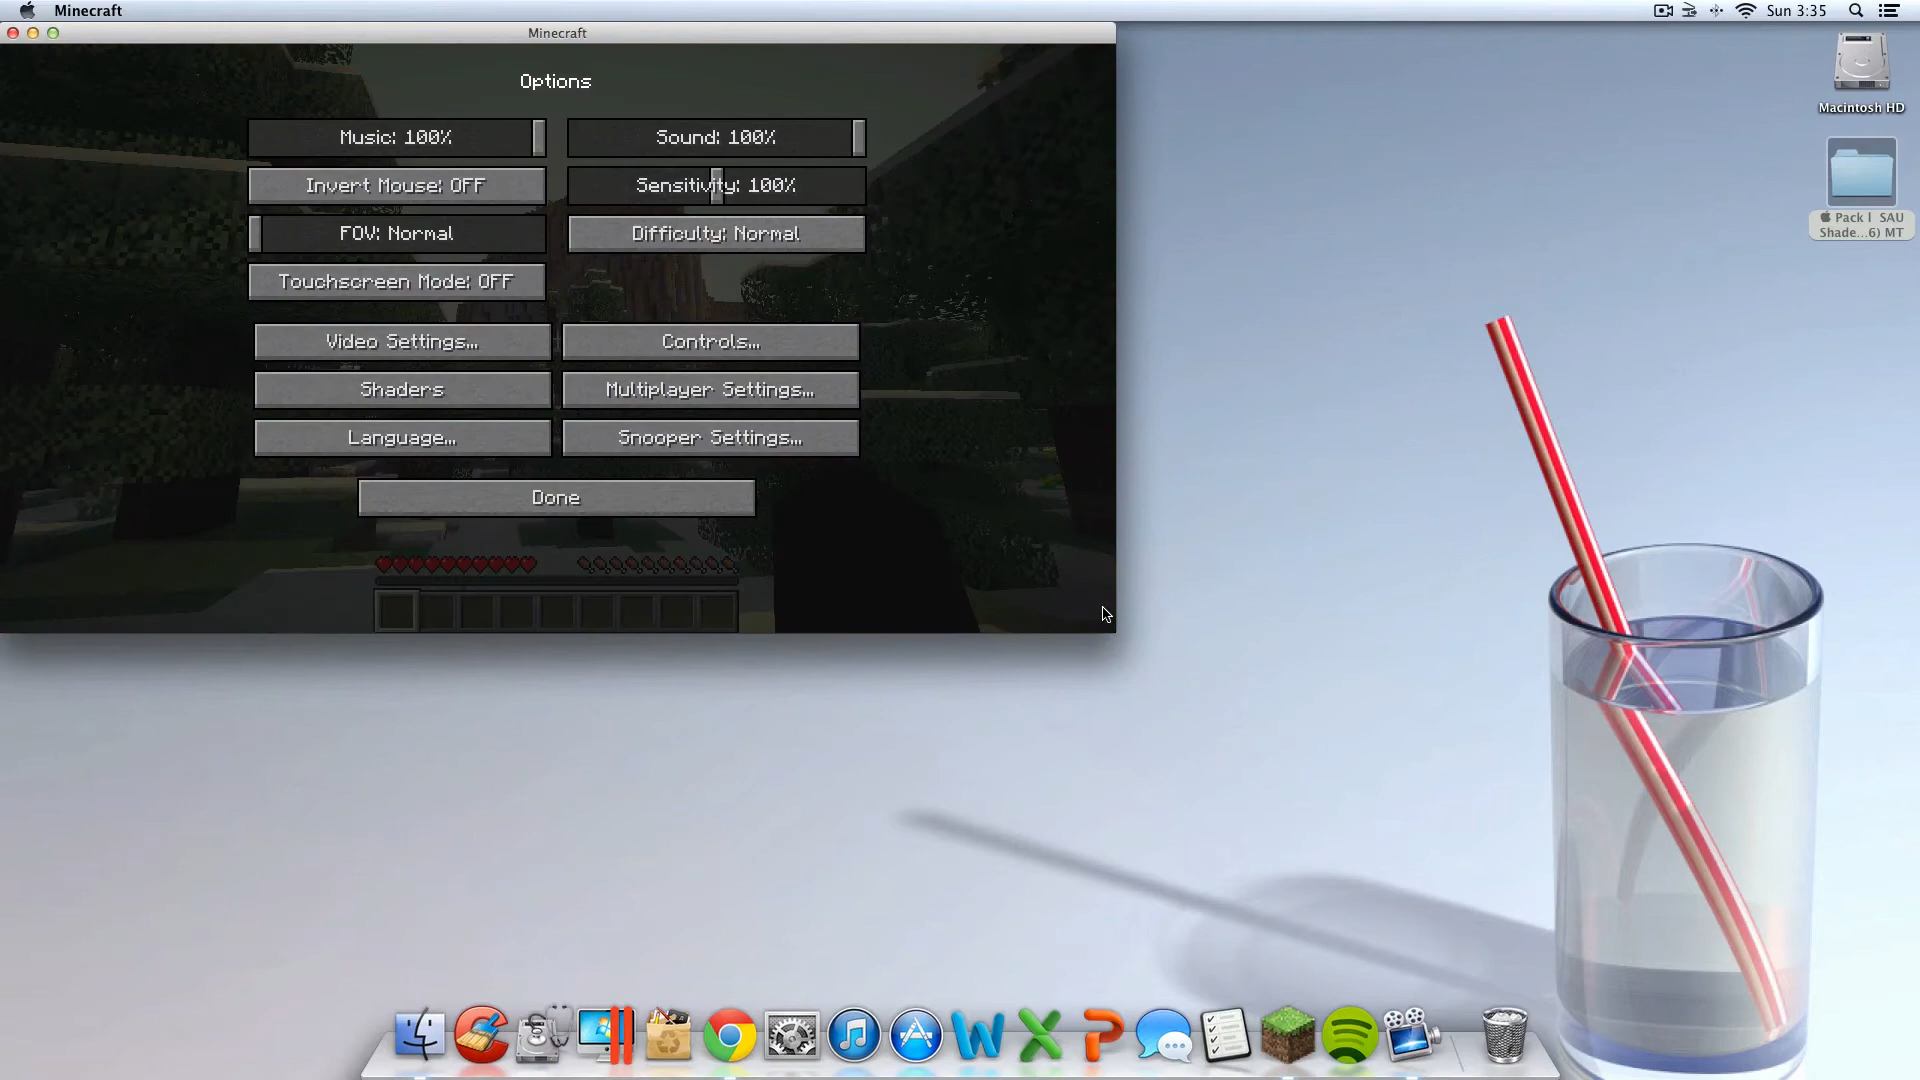 Minecraft
Sun 3:35
Minecraft
Options
Music: 100%
Sound: 100%
Invert Mouse: OFF
Sensitivity: 100%
FOV: Normal
Difficulty: Normal
Touchscreen Mode: OFF
Video Settings...
Controls...
Shaders
Multiplayer Settings...
Language...
Snooper Settings...
Done
Macintosh HD
Pack | SAU
Shade...6) MT